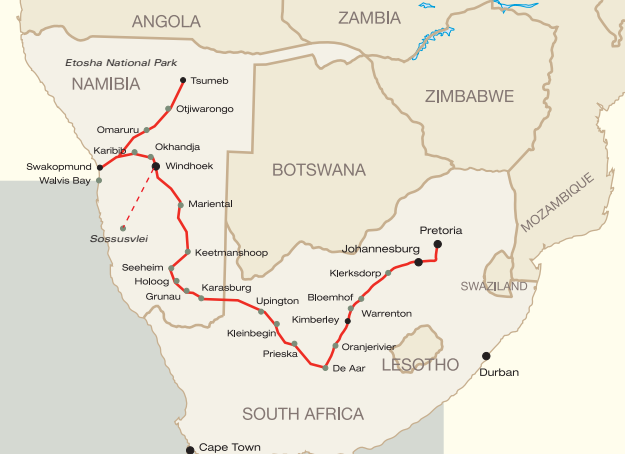 ANGOLA
ZAMBIA
Etosha National Park
NAMIBIA
Tsumeb
ZIMBABWE
Otjiwarongo
Omaruru
Karibib
Okhandja
Swakopmund
Windhoek
Walvis Bay
BOTSWANA
MOZAMBIQUE
Mariental
Sossusvlei
Pretoria
Keetmanshoop
Johannesburg
Seeheim
Klerksdorp
Holoog
Karasburg
SWAZILAND
Grunau
Upington
Bloemhof
Warrenton
Kimberley
Kleinbegin
Prieska
Oranjerivier
De Aar
LESOTHO
Durban
SOUTH AFRICA
Cape Town